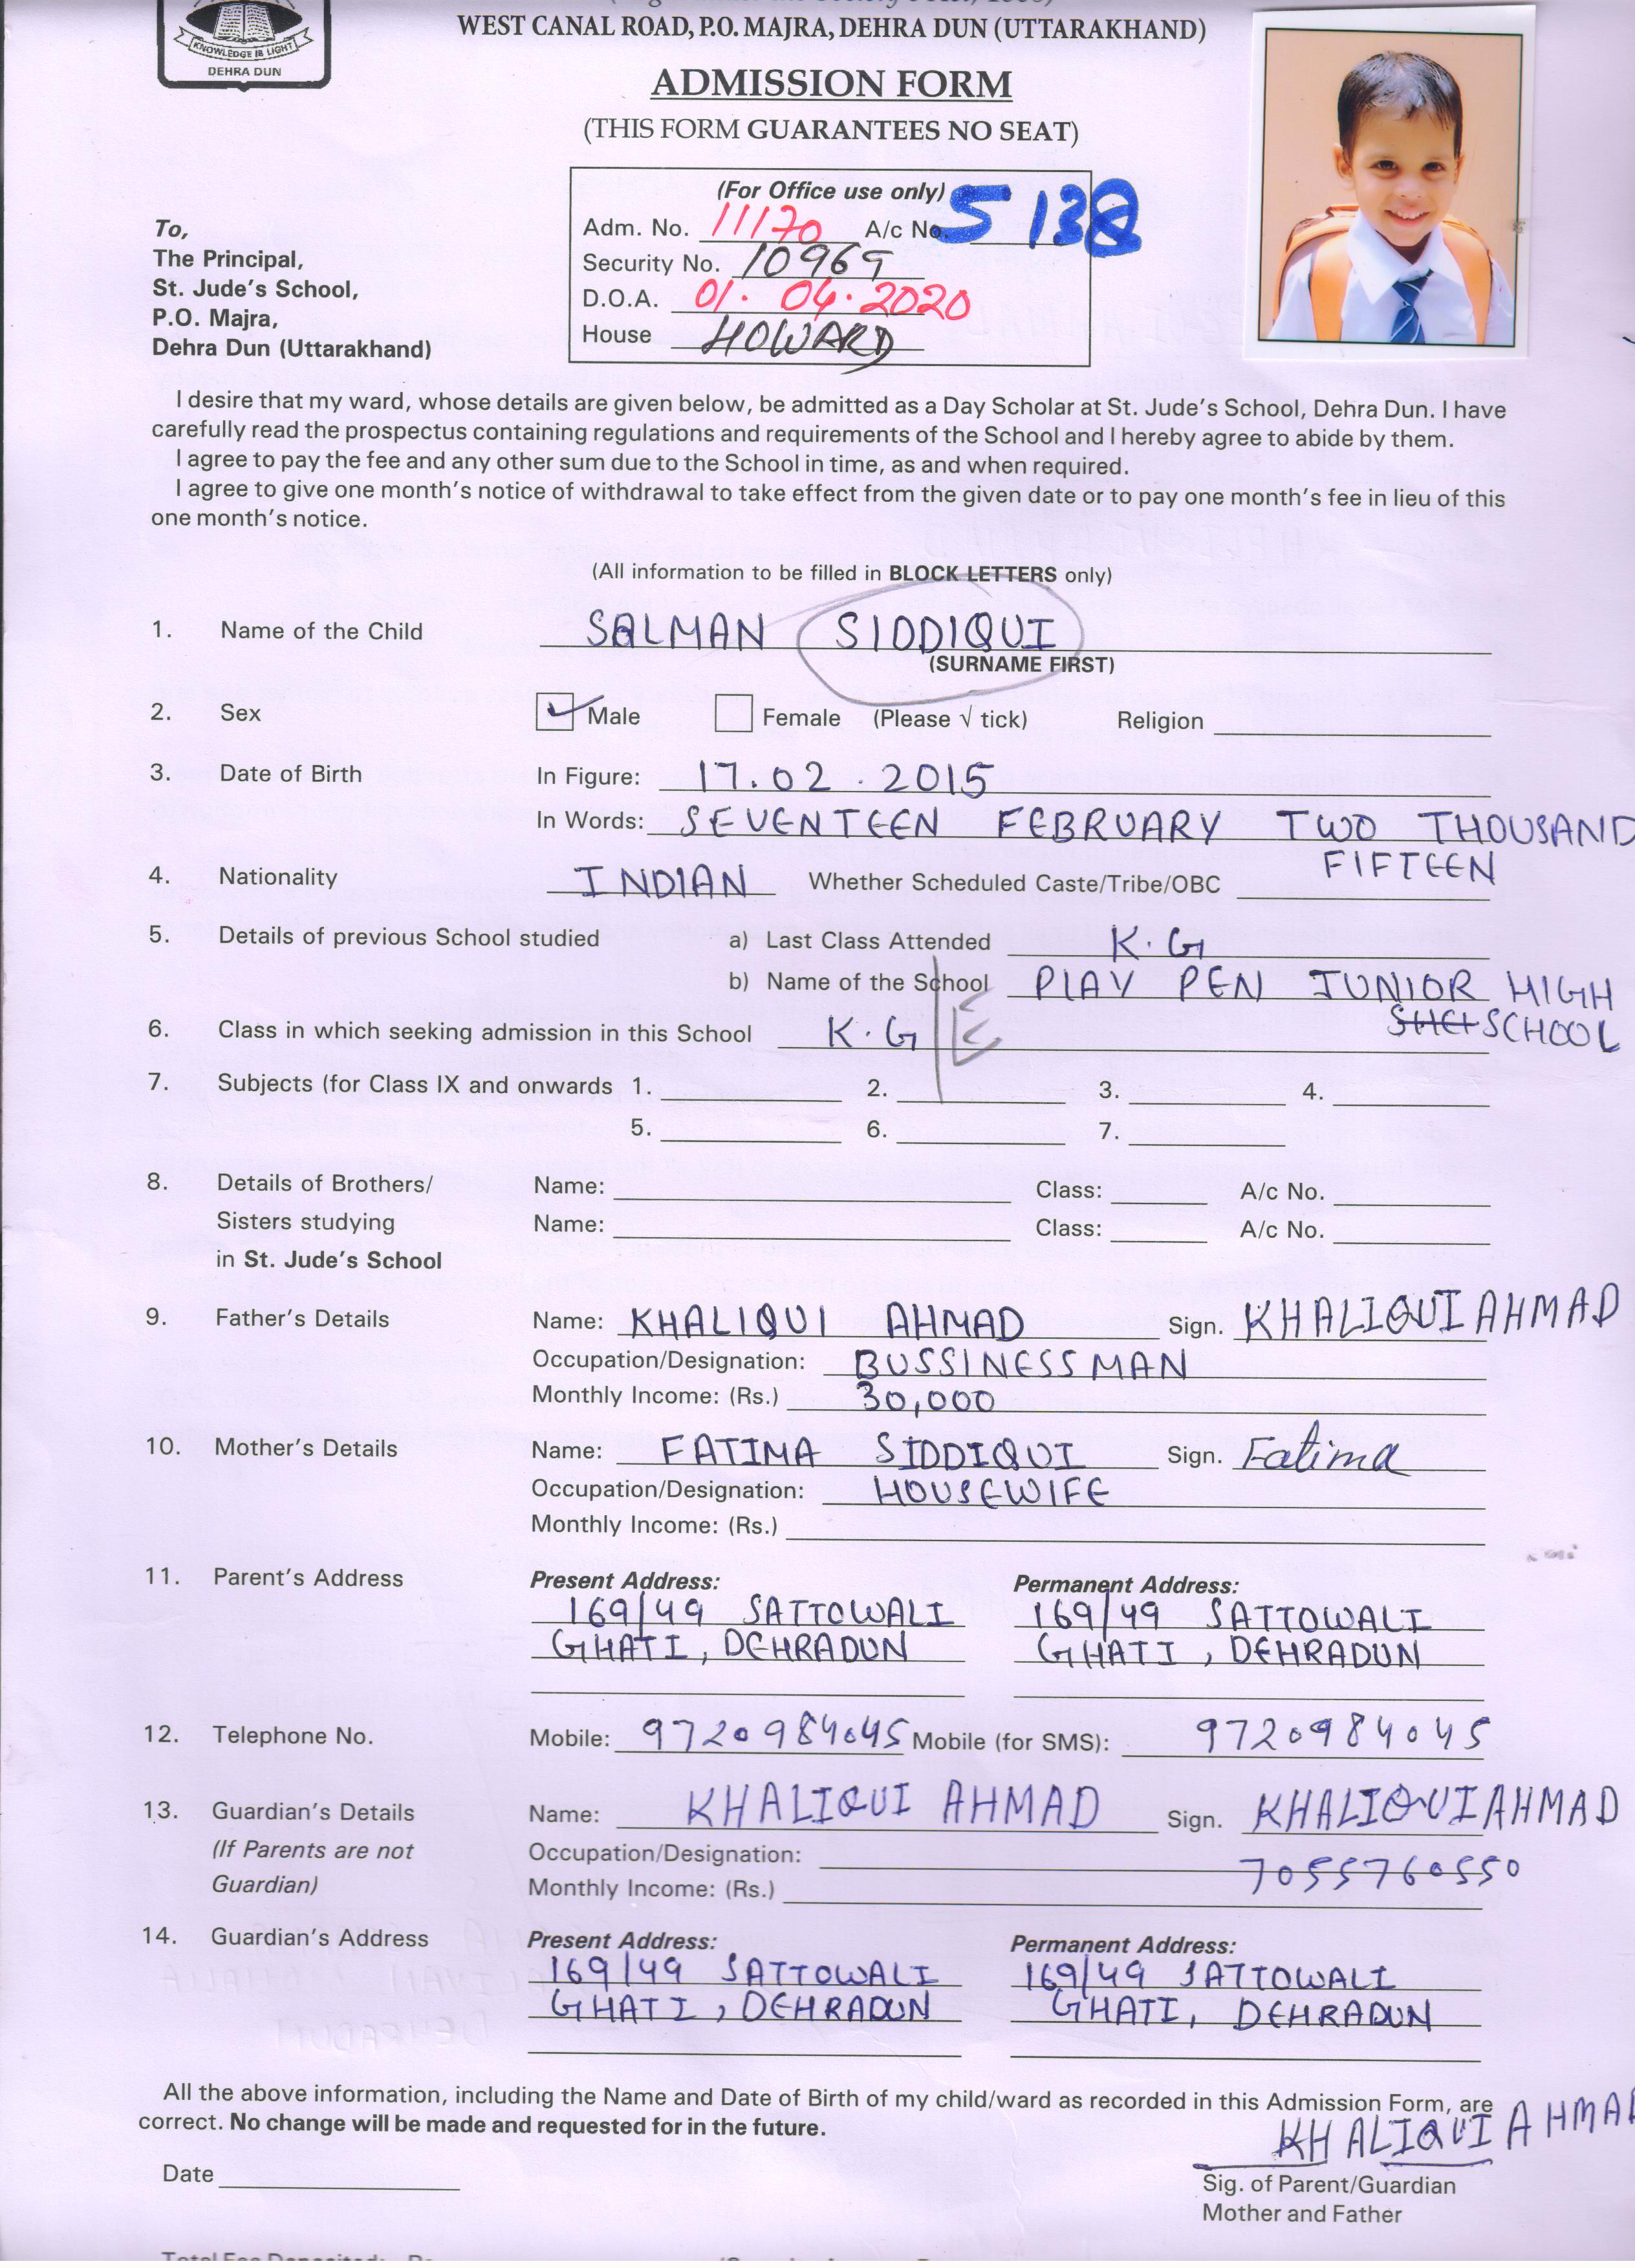 KNOWLEDGE IS LIGHT
DEHRA DUN
WEST CANAL ROAD, P.O. MAJRA, DEHRA DUN (UTTARAKHAND)
ADMISSION FORM
(THIS FORM GUARANTEES NO SEAT)
(For Office use only)
Adm. No. 11170 A/c No. 5138
Security No. 10969
D.O.A. 01.04.2020
House HOWARD
To,
The Principal,
St. Jude's School,
P.O. Majra,
Dehra Dun (Uttarakhand)
I desire that my ward, whose details are given below, be admitted as a Day Scholar at St. Jude's School, Dehra Dun. I have
carefully read the prospectus containing regulations and requirements of the School and I hereby agree to abide by them.
I agree to pay the fee and any other sum due to the School in time, as and when required.
I agree to give one month's notice of withdrawal to take effect from the given date or to pay one month's fee in lieu of this
one month's notice.
(All information to be filled in BLOCK LETTERS only)
1. Name of the Child SALMAN SIDDIQUI
(SURNAME FIRST)
2. Sex Male Female (Please √ tick) Religion
3. Date of Birth In Figure: 17.02.2015
In Words: SEVENTEEN FEBRUARY TWO THOUSAND
FIFTEEN
4. Nationality INDIAN Whether Scheduled Caste/Tribe/OBC
5. Details of previous School studied a) Last Class Attended K.G
b) Name of the School PLAY PEN JUNIOR HIGH
SCHOOL
6. Class in which seeking admission in this School K.G E
7. Subjects (for Class IX and onwards 1. 2. 3. 4.
5. 6. 7.
8. Details of Brothers/ Name: Class: A/c No.
Sisters studying Name: Class: A/c No.
in St. Jude's School
9. Father's Details Name: KHALIQUI AHMAD Sign. KHALIQUI AHMAD
Occupation/Designation: BUSSINESSMAN
Monthly Income: (Rs.) 30,000
10. Mother's Details Name: FATIMA SIDDIQUI Sign. Fatima
Occupation/Designation: HOUSEWIFE
Monthly Income: (Rs.)
11. Parent's Address Present Address: Permanent Address:
169/49 SATTOWALI 169/49 SATTOWALI
GHATI, DEHRADUN GHATI, DEHRADUN
12. Telephone No. Mobile: 9720984045 Mobile (for SMS): 9720984045
13. Guardian's Details Name: KHALIQUI AHMAD Sign. KHALIQUI AHMAD
(If Parents are not Occupation/Designation: 7055760550
Guardian) Monthly Income: (Rs.)
14. Guardian's Address Present Address: Permanent Address:
169/49 SATTOWALI 169/49 SATTOWALI
GHATI, DEHRADUN GHATI, DEHRADUN
All the above information, including the Name and Date of Birth of my child/ward as recorded in this Admission Form, are
correct. No change will be made and requested for in the future.
KHALIQUI AHMAD
Date
Sig. of Parent/Guardian
Mother and Father